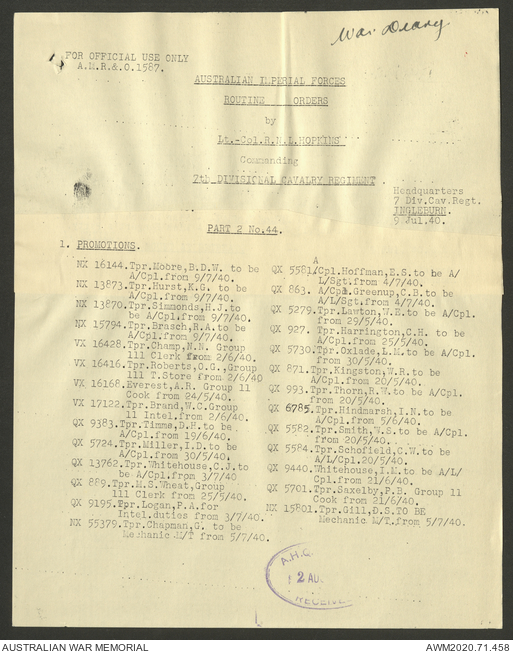 War Diary
FOR OFFICIAL USE ONLY
A.M.R.&.O.1587.
AUSTRALIAN IMPERIAL FORCES
ROUTINE ORDERS
by
Lt.-Col.R.N.L.HOPKINS
Commanding
7th DIVISIONAL CAVALRY REGIMENT
Headquarters
7 Div.Cav.Regt.
INGLEBURN.
9 Jul.40.
PART 2 No.44.
1. PROMOTIONS.
NX 16144.Tpr.Moore,B.D.W. to be
A/Cpl.from 9/7/40.
NX 13873.Tpr.Hurst,K.G. to be
A/Cpl.from 9/7/40.
NX 13870.Tpr.Simmonds,H.J.to
be A/Cpl.from 9/7/40.
NX 15794.Tpr.Brasch,R.A.to be
A/Cpl.from 9/7/40.
VX 16428.Tpr.Champ,N.N. Group
111 Clerk from 2/6/40.
VX 16416.Tpr.Roberts,C.G.,Group
111 T.Store from 2/6/40
VX 16168.Everest,A.R. Group 11
Cook from 24/5/40.
VX 17122.Tpr.Brand,W.C.Group
11 Intel.from 2/6/40.
QX 9383.Tpr.Timms,D.H.to be
A/Cpl.from 19/6/40.
QX 5724.Tpr.Miller,I.D.to be
A/Cpl.from 30/5/40.
QX 13762.Tpr.Whitehouse,C.J.to
be A/Cpl.from 3/7/40
QX 889.Tpr.M.S.Wheat,Group
111 Clerk from 25/5/40.
QX 9195.Tpr.Logan,P.A.for
Intel.duties from 3/7/40.
NX 55379.Tpr.Chapman,G. to be
Mechanic M/T from 5/7/40.
A
QX 5581/Cpl.Hoffman,E.S.to be A/
L/Sgt.from 4/7/40.
QX 863. A/Cpl.Greenup,C.B.to be
A/L/Sgt.from 4/7/40.
QX 5279.Tpr.Lawton,W.E.to be A/Cpl.
from 29/5/40.
QX 927. Tpr.Harrington,C.H. to be
A/Cpl.from 25/5/40.
QX 5730.Tpr.Oxlade,L.M.to be A/Cpl.
from 30/5/40.
QX 871.Tpr.Kingston,W.R.to be
A/Cpl.from 20/5/40.
QX 993.Tpr.Thorn,R.W.to be A/Cpl.
from 20/5/40.
QX 6785.Tpr.Hindmarsh,I.N.to be
A/Cpl.from 5/6/40.
QX 5582.Tpr.Smith,W.S.to be A/Cpl.
from 20/5/40.
QX 5584.Tpr.Schofield,C.W.to be
A/L/Cpl.20/5/40.
QX 9440.Whitehouse,I.M.to be A/L/
Cpl.from 21/6/40.
QX 5701.Tpr.Saxelby,P.B. Group 11
Cook from 21/6/40.
NX 15801.Tpr.Gill,D.S.TO BE
Mechanic M/T.from 5/7/40.
A.H.Q.
12 AU
RECEIVE
AUSTRALIAN WAR MEMORIAL
AWM2020.71.458